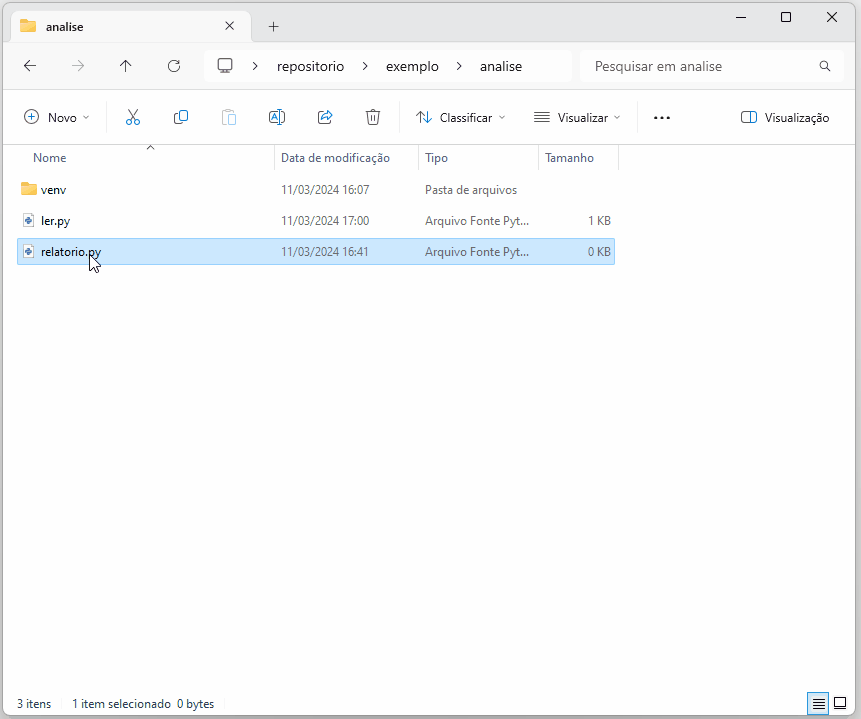 analise
repositorio exemplo analise Pesquisar em analise
Novo Classificar Visualizar Visualização
Nome Data de modificação Tipo Tamanho
venv 11/03/2024 16:07 Pasta de arquivos
ler.py 11/03/2024 17:00 Arquivo Fonte Pyt... 1 KB
relatorio.py 11/03/2024 16:41 Arquivo Fonte Pyt... 0 KB
3 itens 1 item selecionado 0 bytes